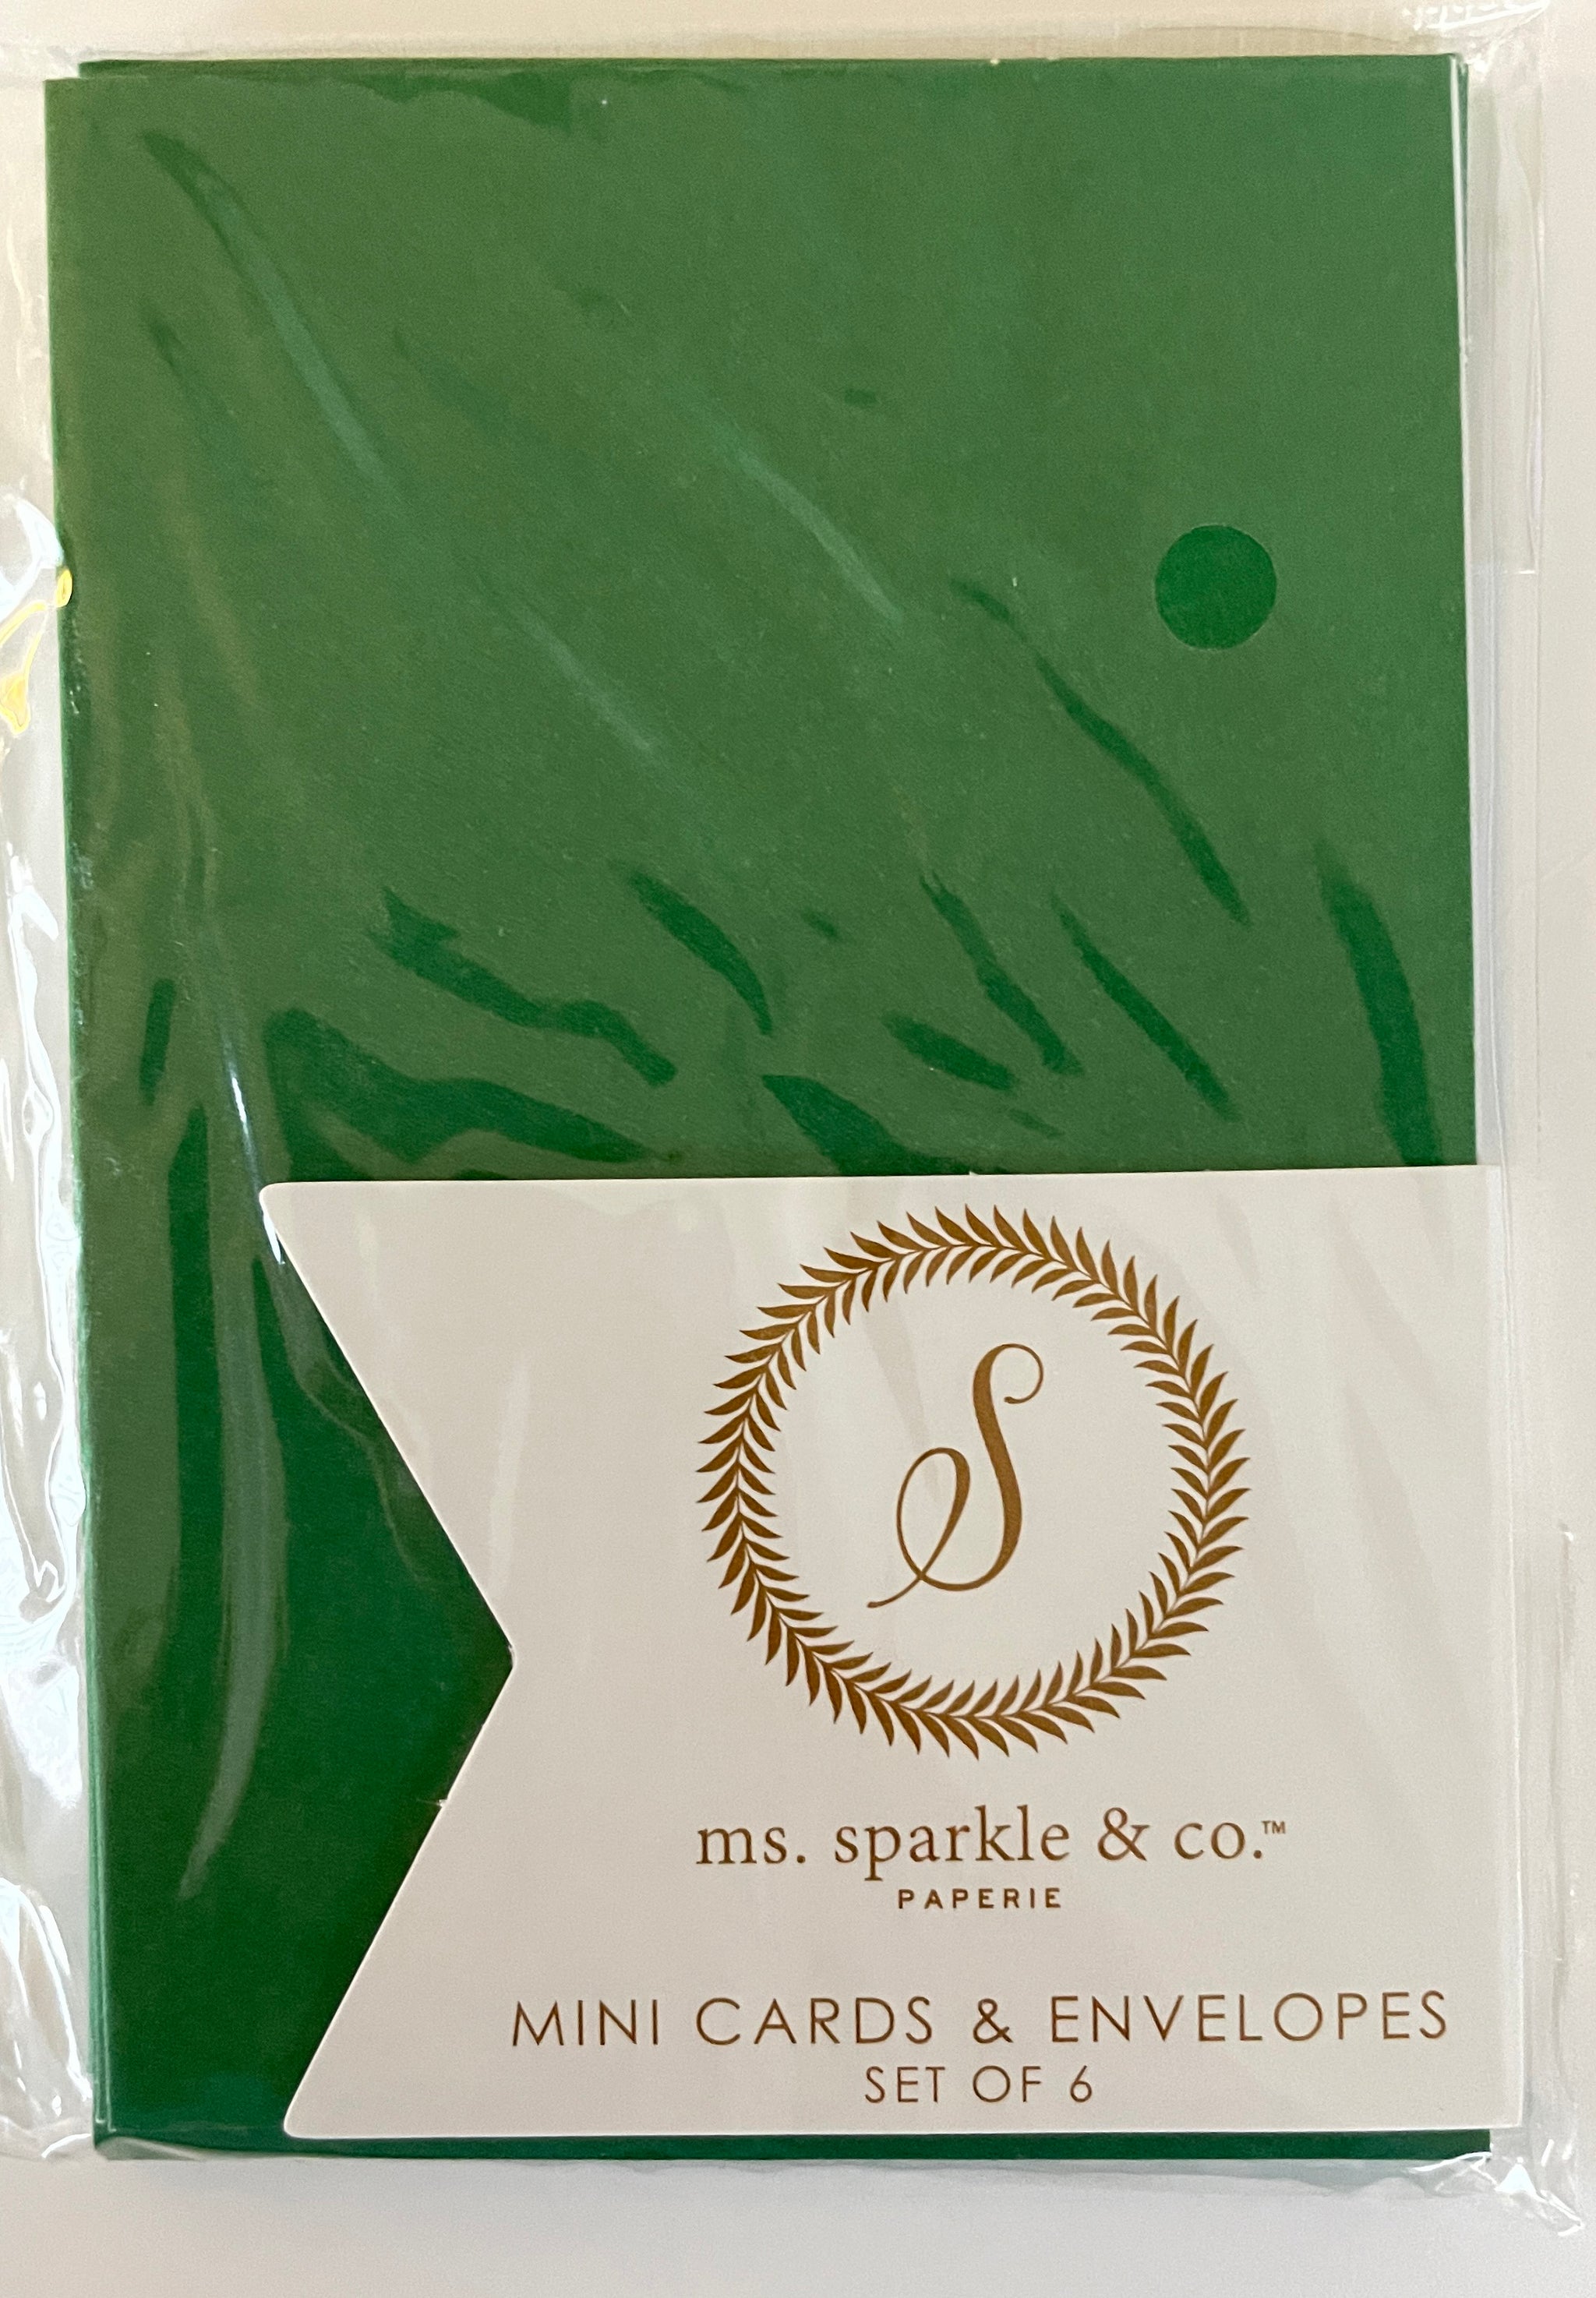 S
ms. sparkle & co.™
PAPERIE
MINI CARDS & ENVELOPES
SET OF 6